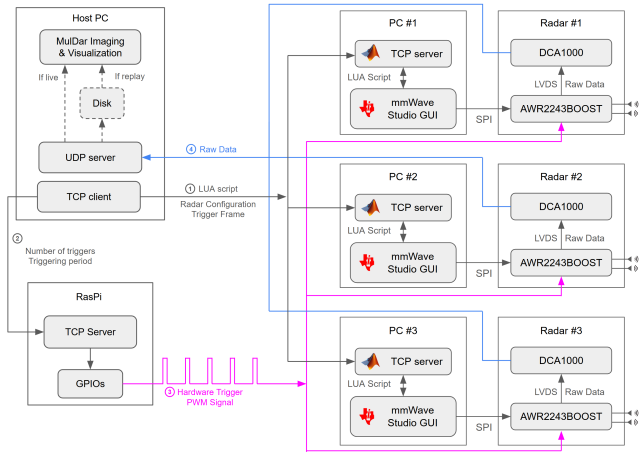 Host PC
MulDar Imaging
& Visualization
If live
If replay
Disk
UDP server
TCP client
④ Raw Data
① LUA script
Radar Configuration
Trigger Frame
②
Number of triggers
Triggering period
RasPi
TCP Server
GPIOs
③ Hardware Trigger
PWM Signal
PC #1
TCP server
LUA Script
mmWave
Studio GUI
SPI
Radar #1
DCA1000
LVDS Raw Data
AWR2243BOOST
PC #2
TCP server
LUA Script
mmWave
Studio GUI
SPI
Radar #2
DCA1000
LVDS Raw Data
AWR2243BOOST
PC #3
TCP server
LUA Script
mmWave
Studio GUI
SPI
Radar #3
DCA1000
LVDS Raw Data
AWR2243BOOST